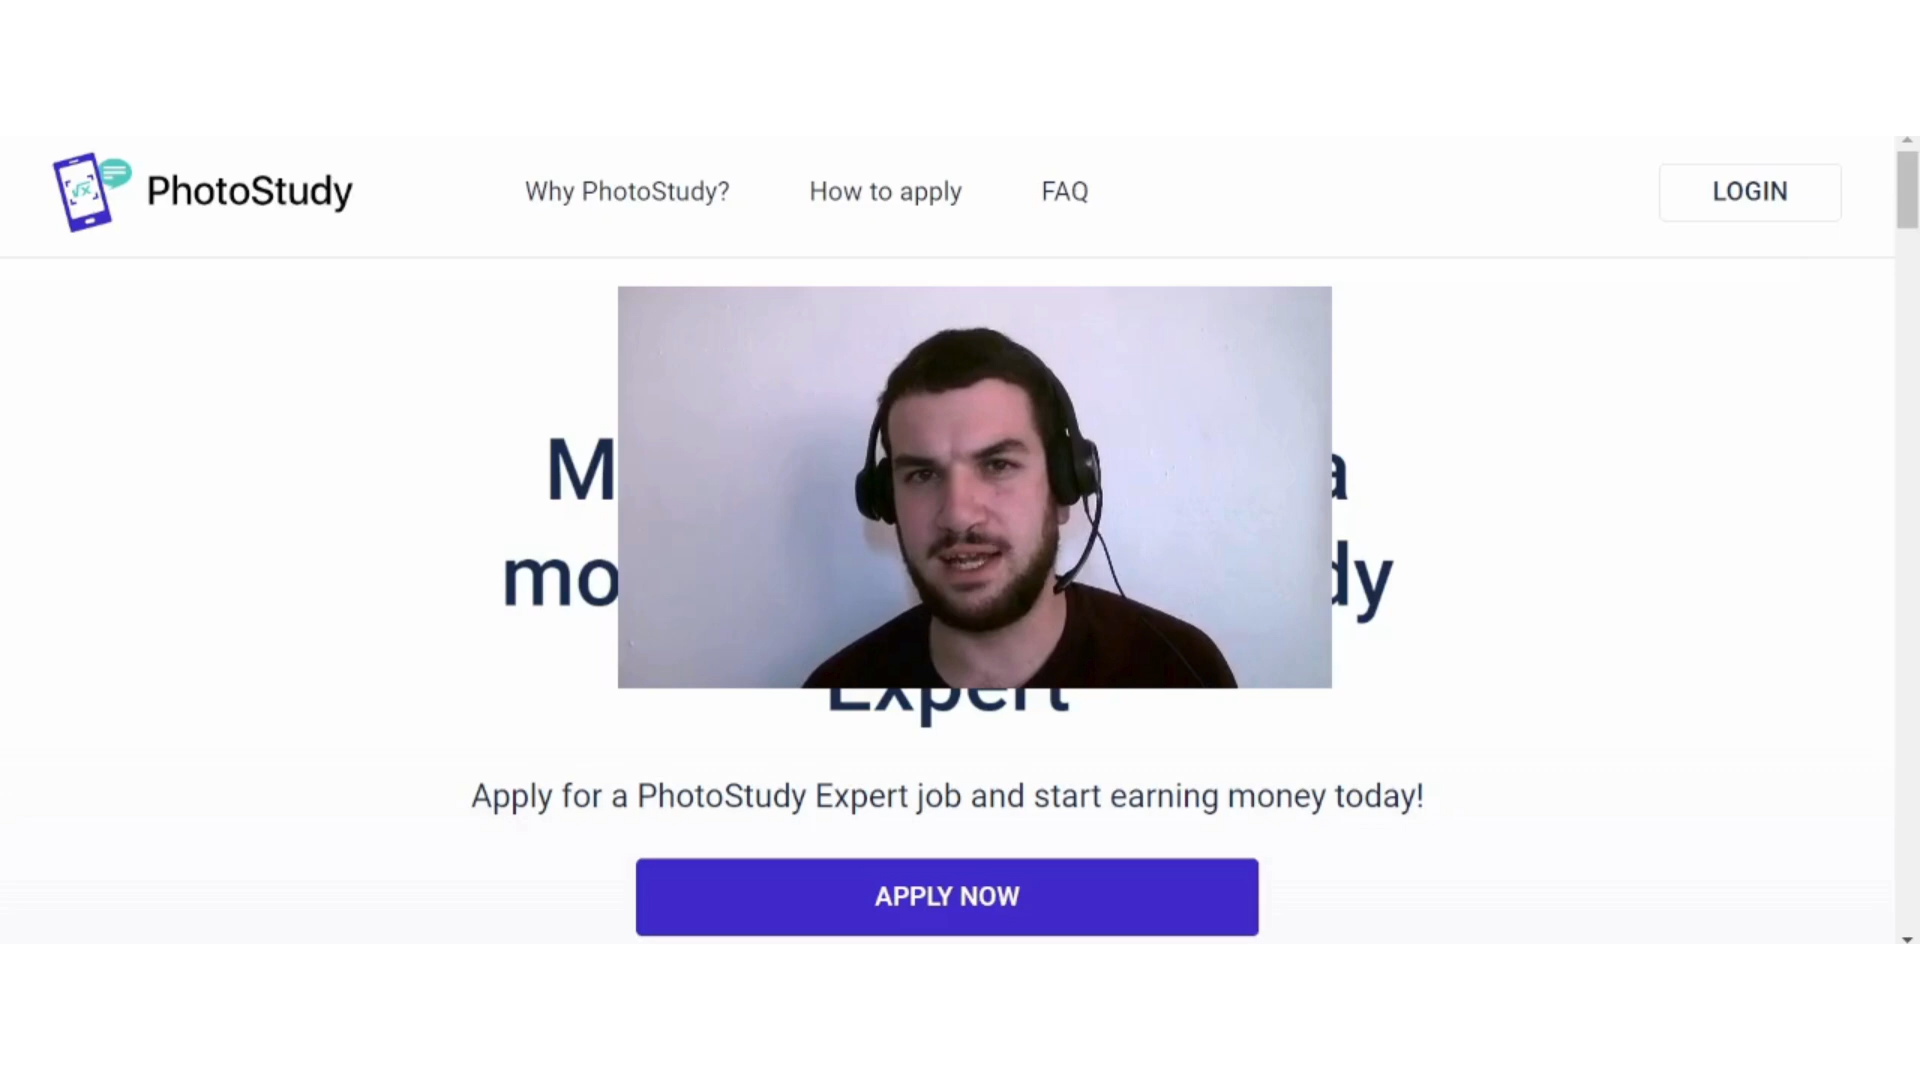 PhotoStudy
Why PhotoStudy?
How to apply
FAQ
LOGIN
Expert
Apply for a PhotoStudy Expert job and start earning money today!
APPLY NOW